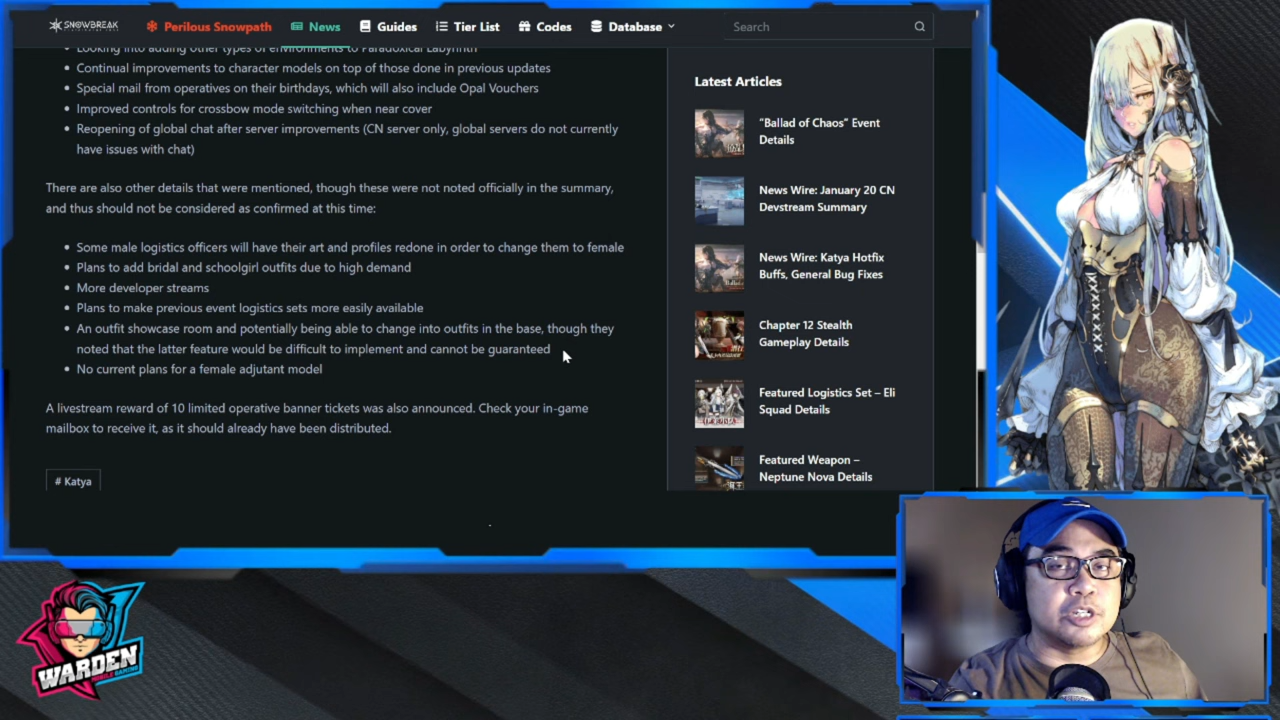 SNOWBREAK
Perilous Snowpath
News
Guides
Tier List
Codes
Database
Search
Looking into adding other types of environments to Paradoxical Labyrinth
Continual improvements to character models on top of those done in previous updates
Special mail from operatives on their birthdays, which will also include Opal Vouchers
Improved controls for crossbow mode switching when near cover
Reopening of global chat after server improvements (CN server only, global servers do not currently
have issues with chat)
There are also other details that were mentioned, though these were not noted officially in the summary,
and thus should not be considered as confirmed at this time:
Some male logistics officers will have their art and profiles redone in order to change them to female
Plans to add bridal and schoolgirl outfits due to high demand
More developer streams
Plans to make previous event logistics sets more easily available
An outfit showcase room and potentially being able to change into outfits in the base, though they
noted that the latter feature would be difficult to implement and cannot be guaranteed
No current plans for a female adjutant model
A livestream reward of 10 limited operative banner tickets was also announced. Check your in-game
mailbox to receive it, as it should already have been distributed.
# Katya
Latest Articles
"Ballad of Chaos" Event
Details
News Wire: January 20 CN
Devstream Summary
News Wire: Katya Hotfix
Buffs, General Bug Fixes
Chapter 12 Stealth
Gameplay Details
Featured Logistics Set – Eli
Squad Details
Featured Weapon –
Neptune Nova Details
WARDEN
MOBILE GAMING